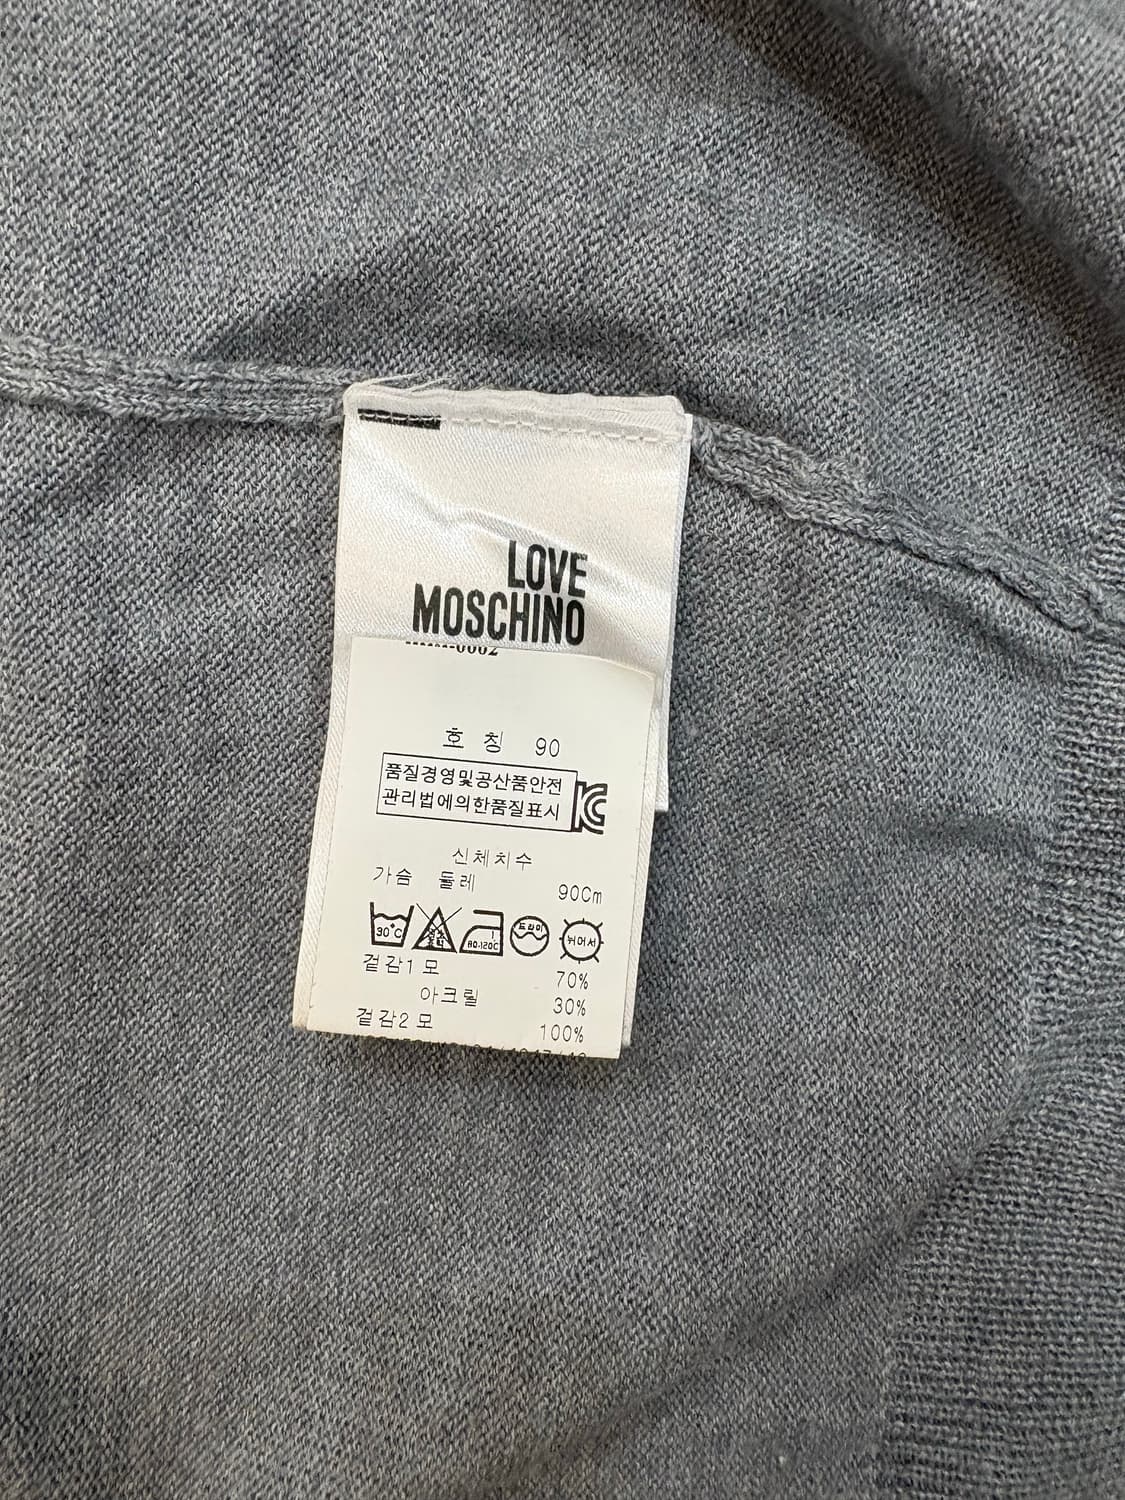 LOVE
MOSCHINO
호 칭 90
품질경영및공산품안전
관리법에의한품질표시
신체치수
가슴 둘레 90Cm
30°C
드라이
뉘어서
겉감1 모 70%
아크릴 30%
겉감2 모 100%